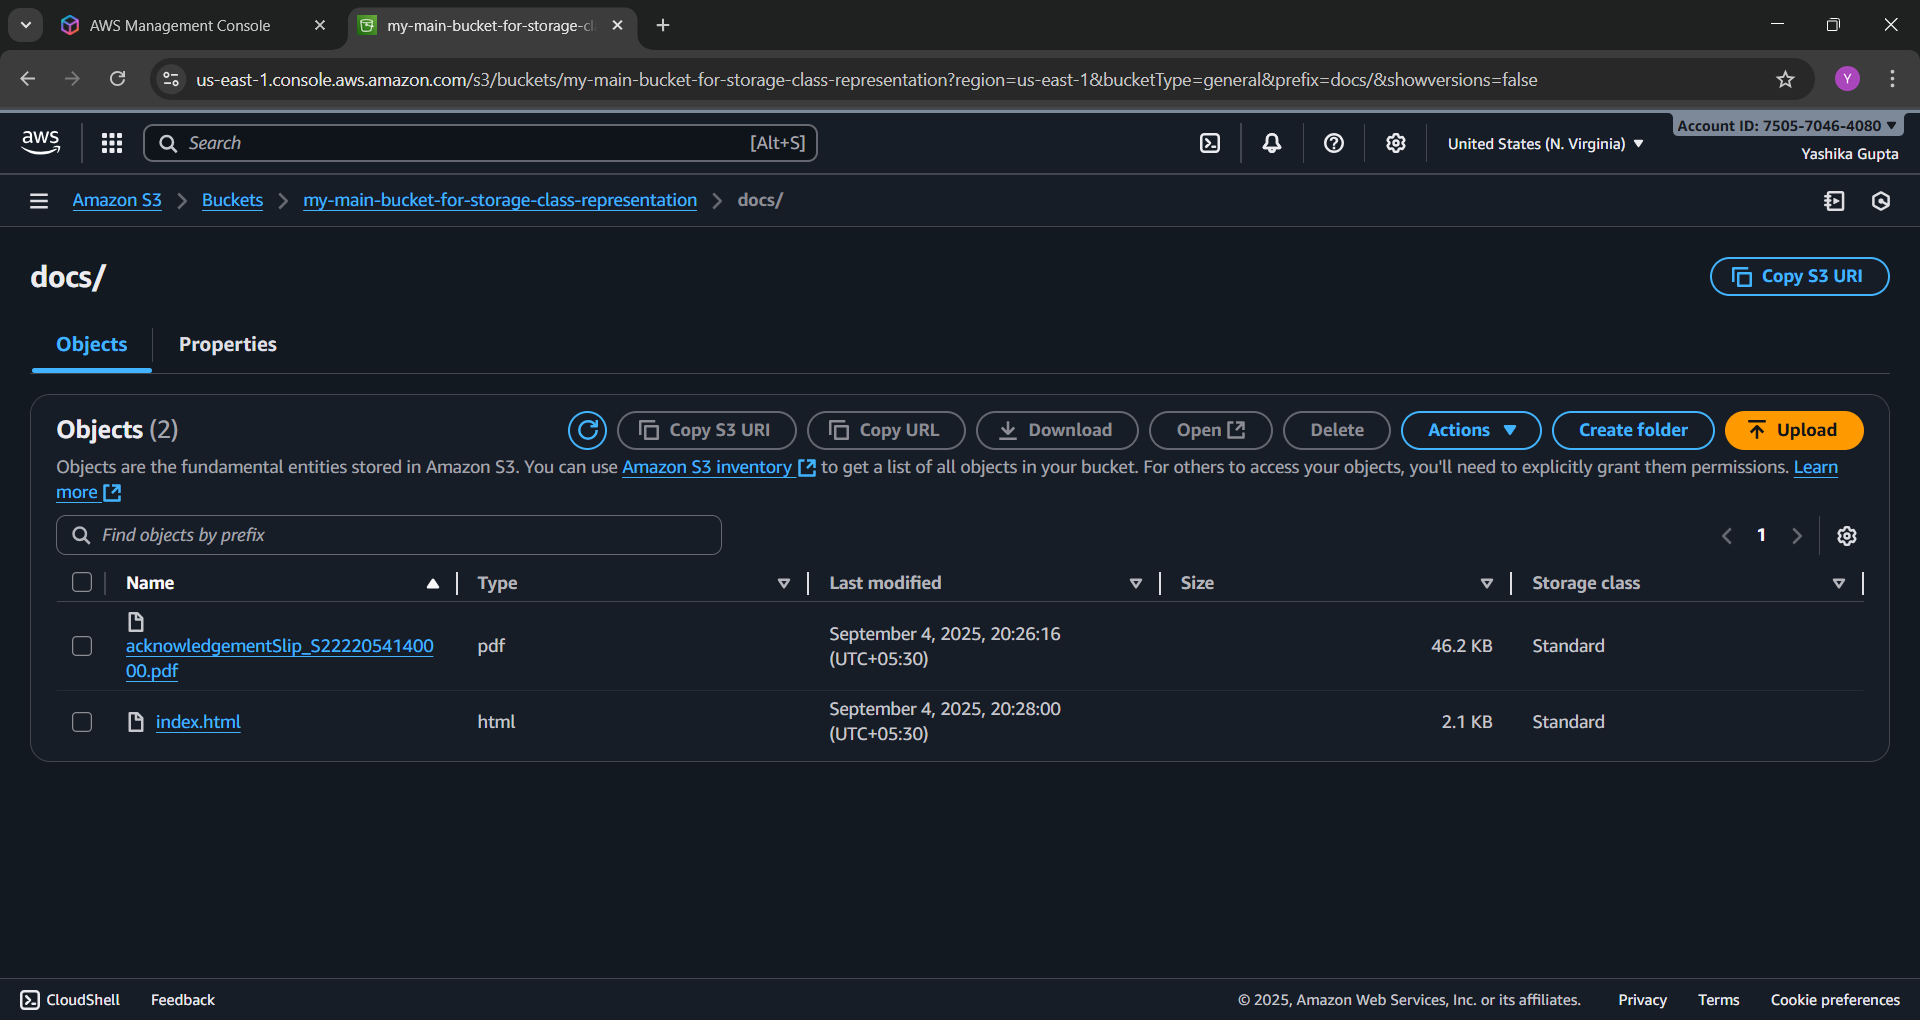 AWS Management Console
my-main-bucket-for-storage-cl
us-east-1.console.aws.amazon.com/s3/buckets/my-main-bucket-for-storage-class-representation?region=us-east-1&bucketType=general&prefix=docs/&showversions=false
Y
aws
Search
[Alt+S]
United States (N. Virginia)
Account ID: 7505-7046-4080
Yashika Gupta
Amazon S3
Buckets
my-main-bucket-for-storage-class-representation
docs/
docs/
Copy S3 URI
Objects
Properties
Objects (2)
Copy S3 URI
Copy URL
Download
Open
Delete
Actions
Create folder
Upload
Objects are the fundamental entities stored in Amazon S3. You can use Amazon S3 inventory to get a list of all objects in your bucket. For others to access your objects, you'll need to explicitly grant them permissions. Learn
more
Find objects by prefix
1
Name
Type
Last modified
Size
Storage class
acknowledgementSlip_S22220541400
00.pdf
pdf
September 4, 2025, 20:26:16
(UTC+05:30)
46.2 KB
Standard
index.html
html
September 4, 2025, 20:28:00
(UTC+05:30)
2.1 KB
Standard
CloudShell
Feedback
© 2025, Amazon Web Services, Inc. or its affiliates.
Privacy
Terms
Cookie preferences